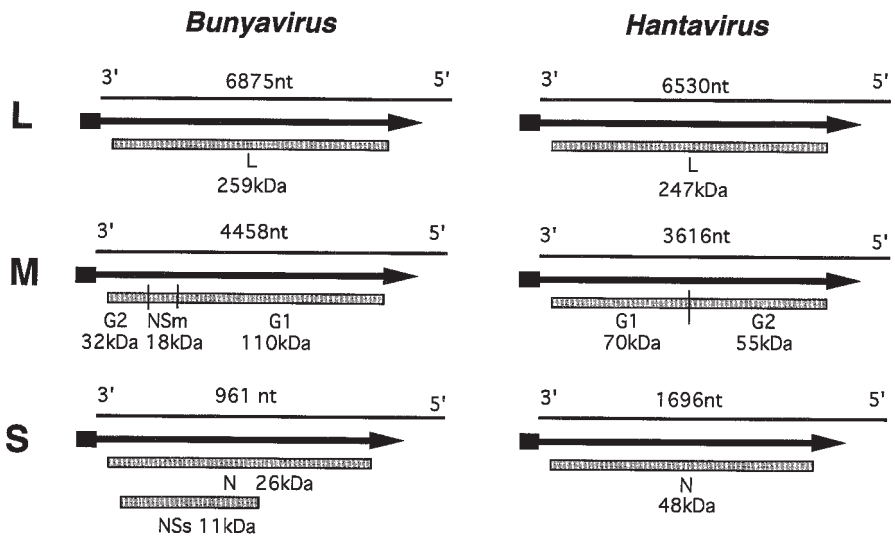 Bunyavirus
Hantavirus
L
3' 6875nt 5'
L
259kDa
3' 6530nt 5'
L
247kDa
M
3' 4458nt 5'
G2 NSm G1
32kDa 18kDa 110kDa
3' 3616nt 5'
G1 G2
70kDa 55kDa
S
3' 961 nt 5'
N 26kDa
NSs 11kDa
3' 1696nt 5'
N
48kDa